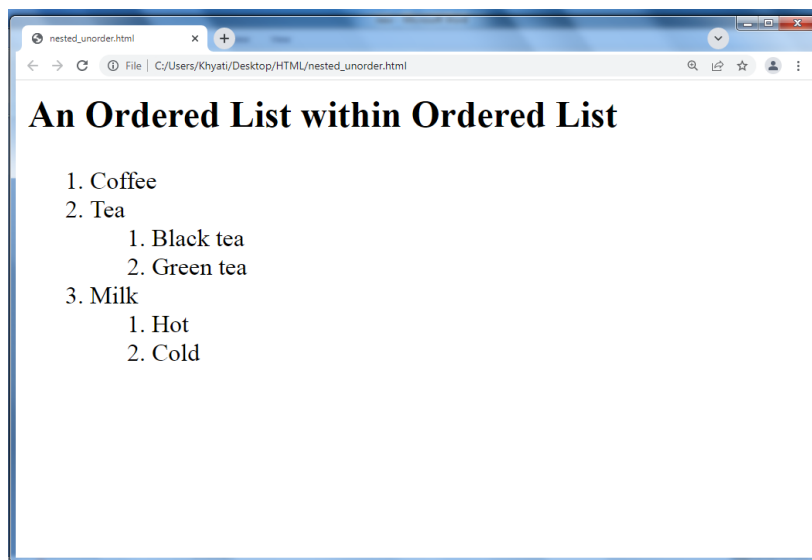 nested_unorder.html
File | C:/Users/Khyati/Desktop/HTML/nested_unorder.html
An Ordered List within Ordered List
1. Coffee
2. Tea
1. Black tea
2. Green tea
3. Milk
1. Hot
2. Cold